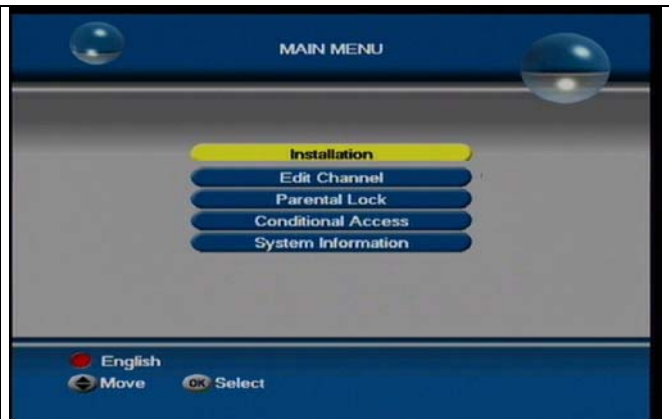 MAIN MENU
Installation
Edit Channel
Parental Lock
Conditional Access
System Information
English
Move OK Select